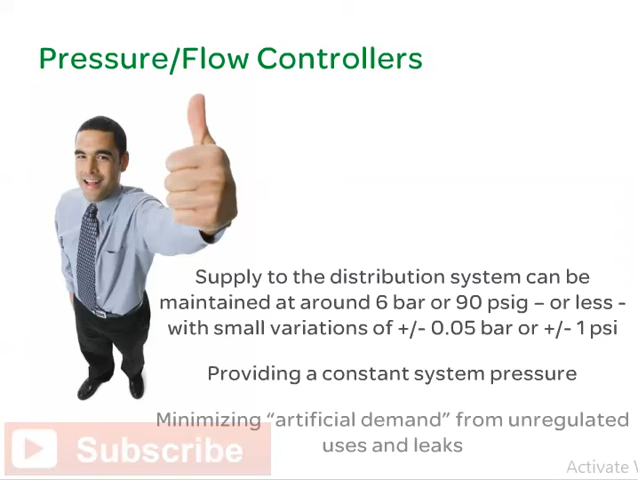 Pressure/Flow Controllers
Supply to the distribution system can be
maintained at around 6 bar or 90 psig – or less -
with small variations of +/- 0.05 bar or +/- 1 psi
Providing a constant system pressure
Minimizing “artificial demand” from unregulated
uses and leaks
Subscribe
Activate